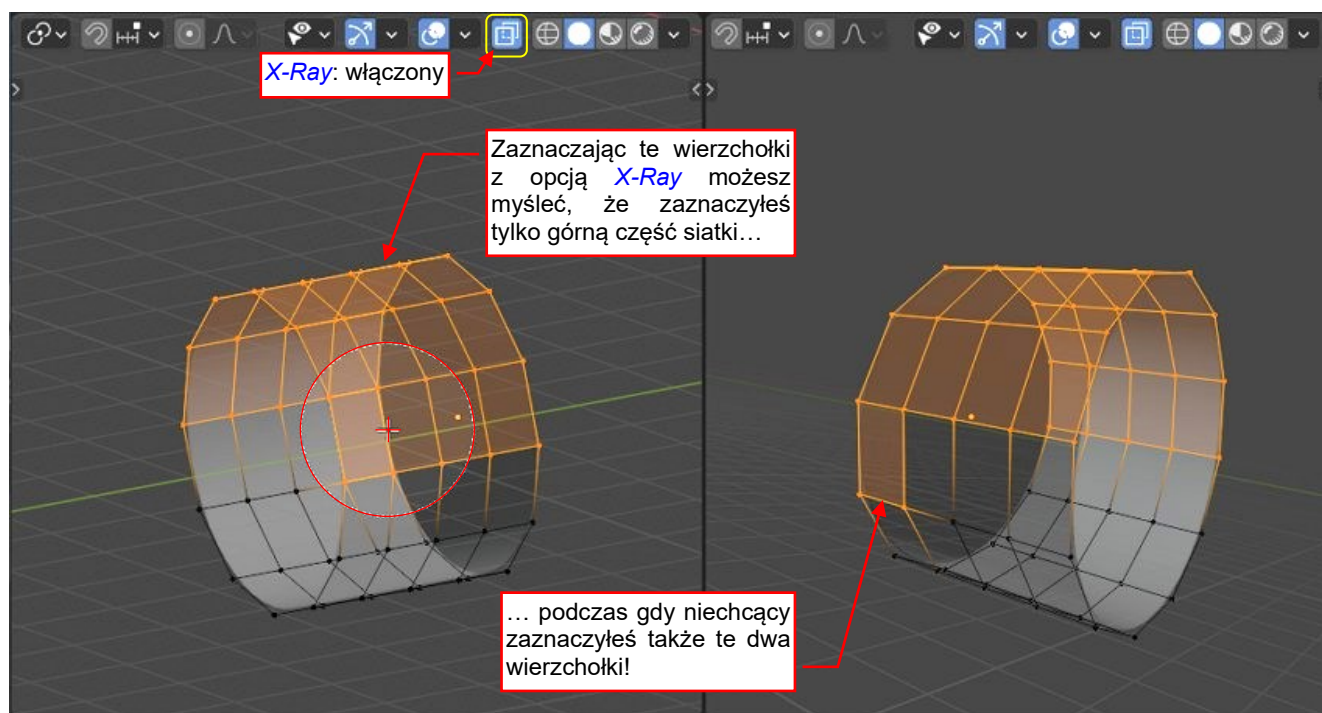 X-Ray: włączony
Zaznaczając te wierzchołki
z opcją X-Ray możesz
myśleć, że zaznaczyłeś
tylko górną część siatki…
… podczas gdy niechcący
zaznaczyłeś także te dwa
wierzchołki!